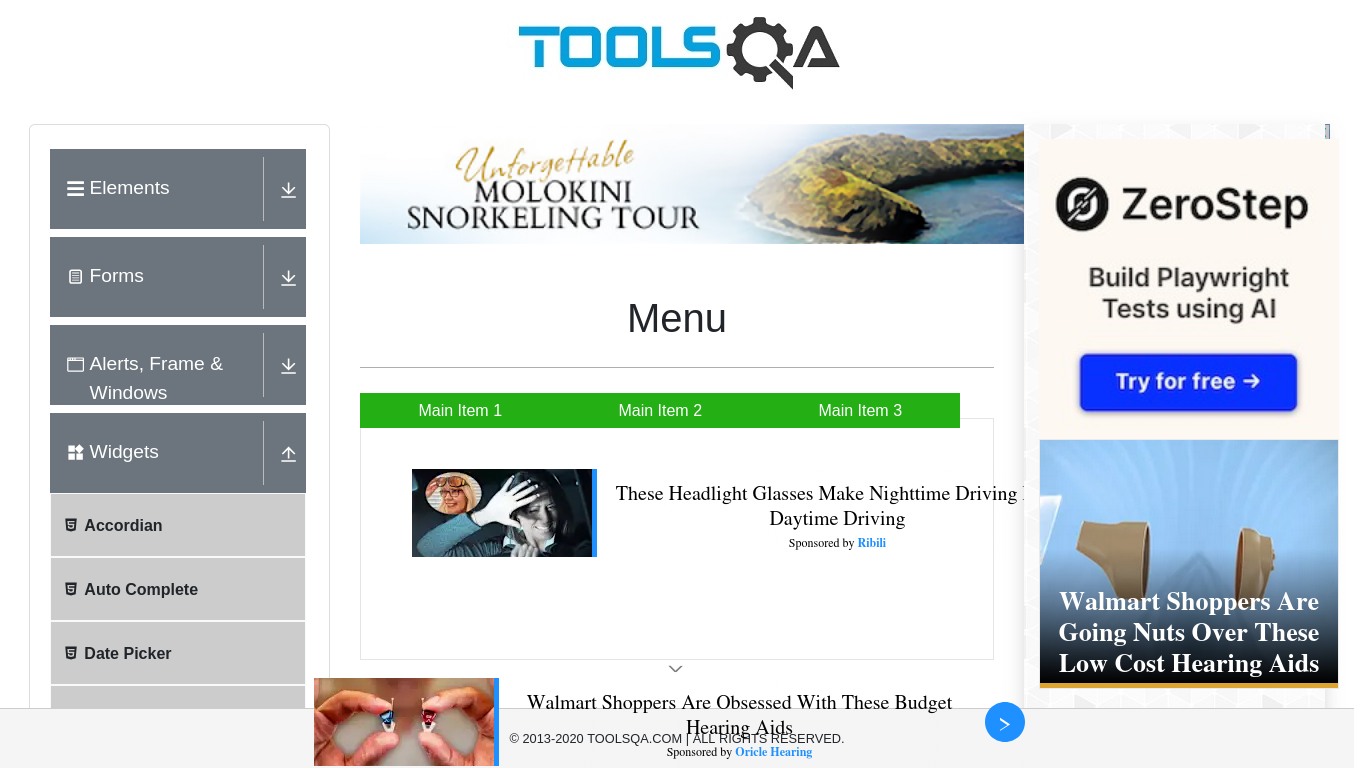 TOOLSQA
Elements
Forms
Alerts, Frame &
Windows
Widgets
Accordian
Auto Complete
Date Picker
Unforgettable
MOLOKINI
SNORKELING TOUR
Menu
Main Item 1
Main Item 2
Main Item 3
These Headlight Glasses Make Nighttime Driving
Daytime Driving
Sponsored by Ribili
ZeroStep
Build Playwright
Tests using AI
Try for free →
Walmart Shoppers Are
Going Nuts Over These
Low Cost Hearing Aids
Walmart Shoppers Are Obsessed With These Budget
Hearing Aids
© 2013-2020 TOOLSQA.COM | ALL RIGHTS RESERVED.
Sponsored by Oricle Hearing